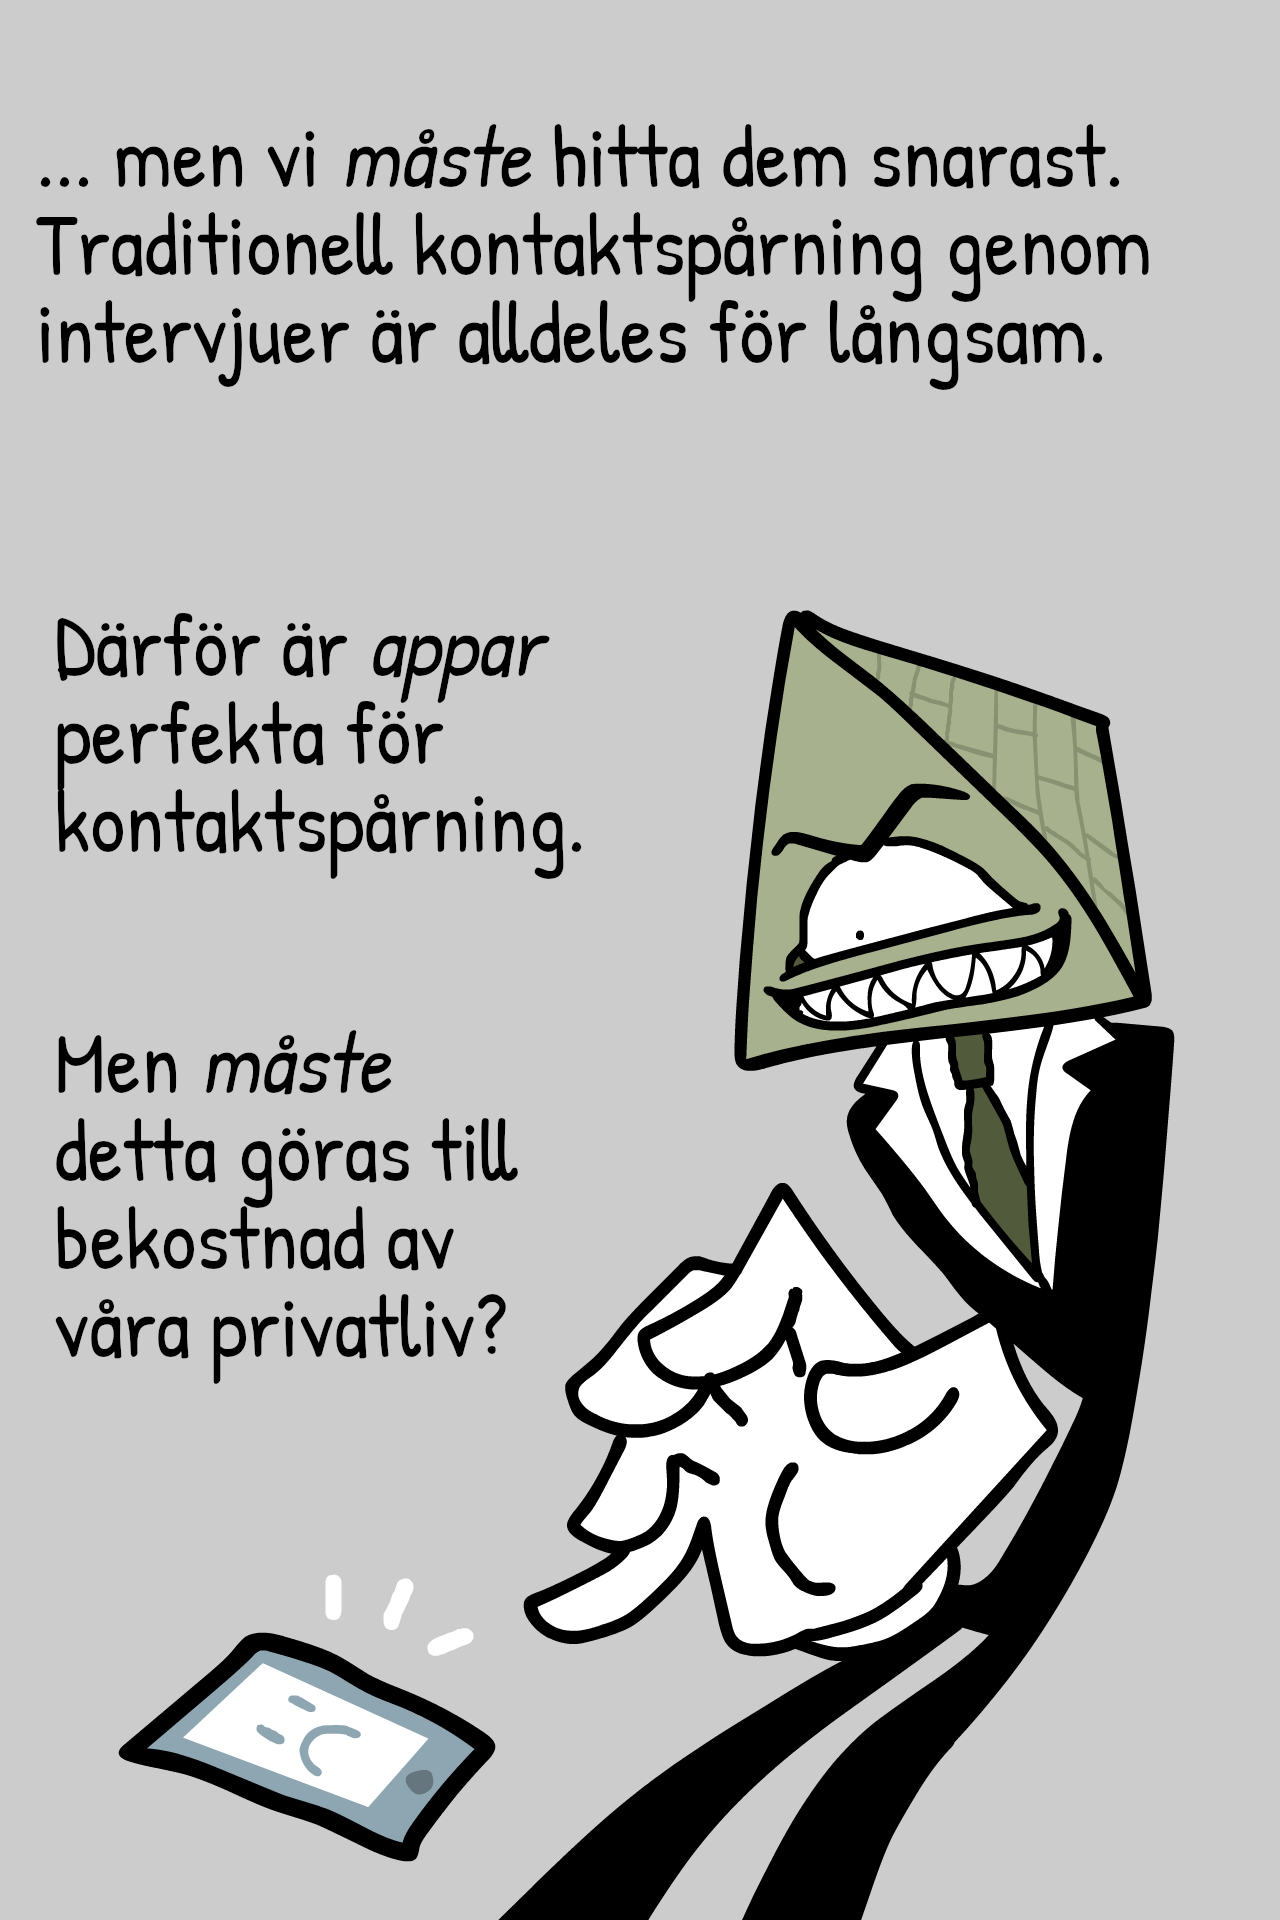 ... men vi måste hitta dem snarast.
Traditionell kontaktspårning genom
intervjuer är alldeles för långsam.
Därför är appar
perfekta för
kontaktspårning.
Men måste
detta göras till
bekostnad av
våra privatliv?